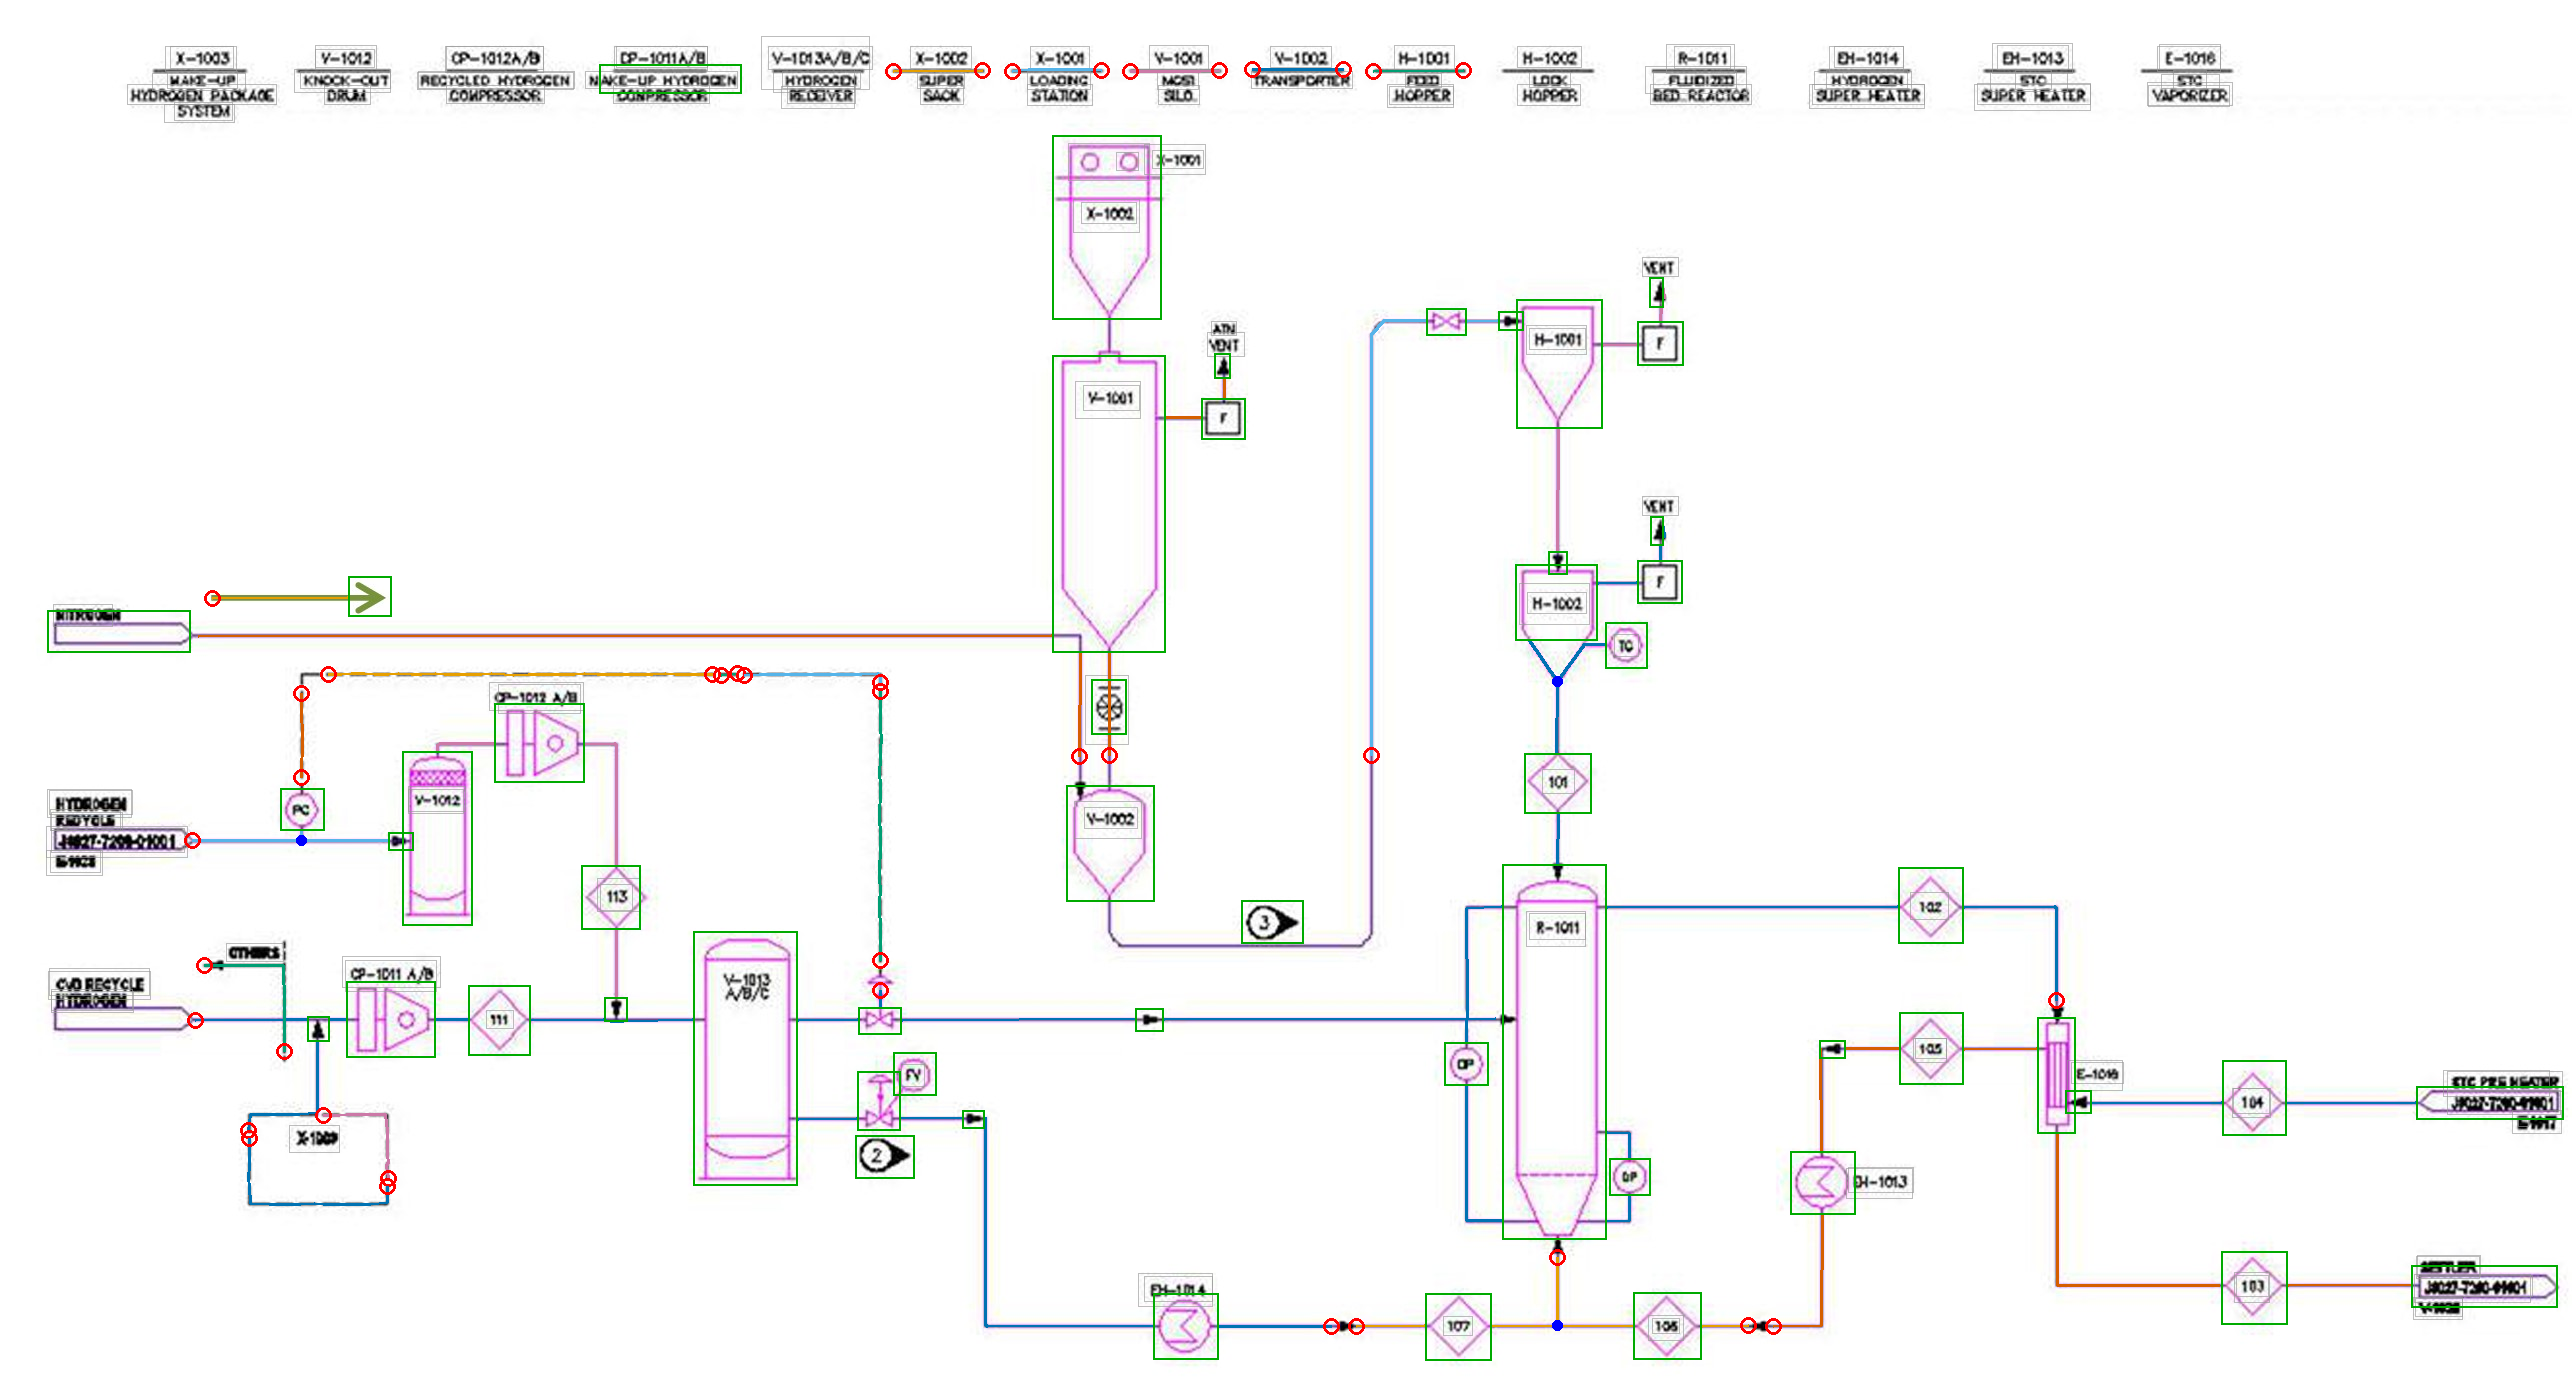 X-1003
MAKE-UP
HYDROGEN PACKAGE
SYSTEM
V-1012
KNOCK-OUT
DRUM
CP-1012A/B
RECYCLED HYDROGEN
COMPRESSOR
CP-1011A/B
MAKE-UP HYDROGEN
COMPRESSOR
V-1013A/B/C
HYDROGEN
RECEIVER
X-1002
SUPER
SACK
X-1001
LOADING
STATION
V-1001
MGSI
SILO
V-1002
TRANSPORTER
H-1001
FEED
HOPPER
H-1002
LOCK
HOPPER
R-1011
FLUIDIZED
BED REACTOR
EH-1014
HYDROGEN
SUPER HEATER
EH-1013
STC
SUPER HEATER
E-1016
STC
VAPORIZER
X-1001
X-1002
VENT
ATM
VENT
H-1001
F
V-1001
F
VENT
F
H-1002
NITROGEN
TC
CP-1012 A/B
101
HYDROGEN
RECYCLE
PC
V-1012
V-1002
113
3
R-1011
102
OTHERS
CVD RECYCLE
HYDROGEN
CP-1011 A/B
V-1013
A/B/C
111
105
DP
FV
E-1016
STC PRE HEATER
104
X-1003
2
DP
EH-1013
EH-1014
SETTLER
103
107
106